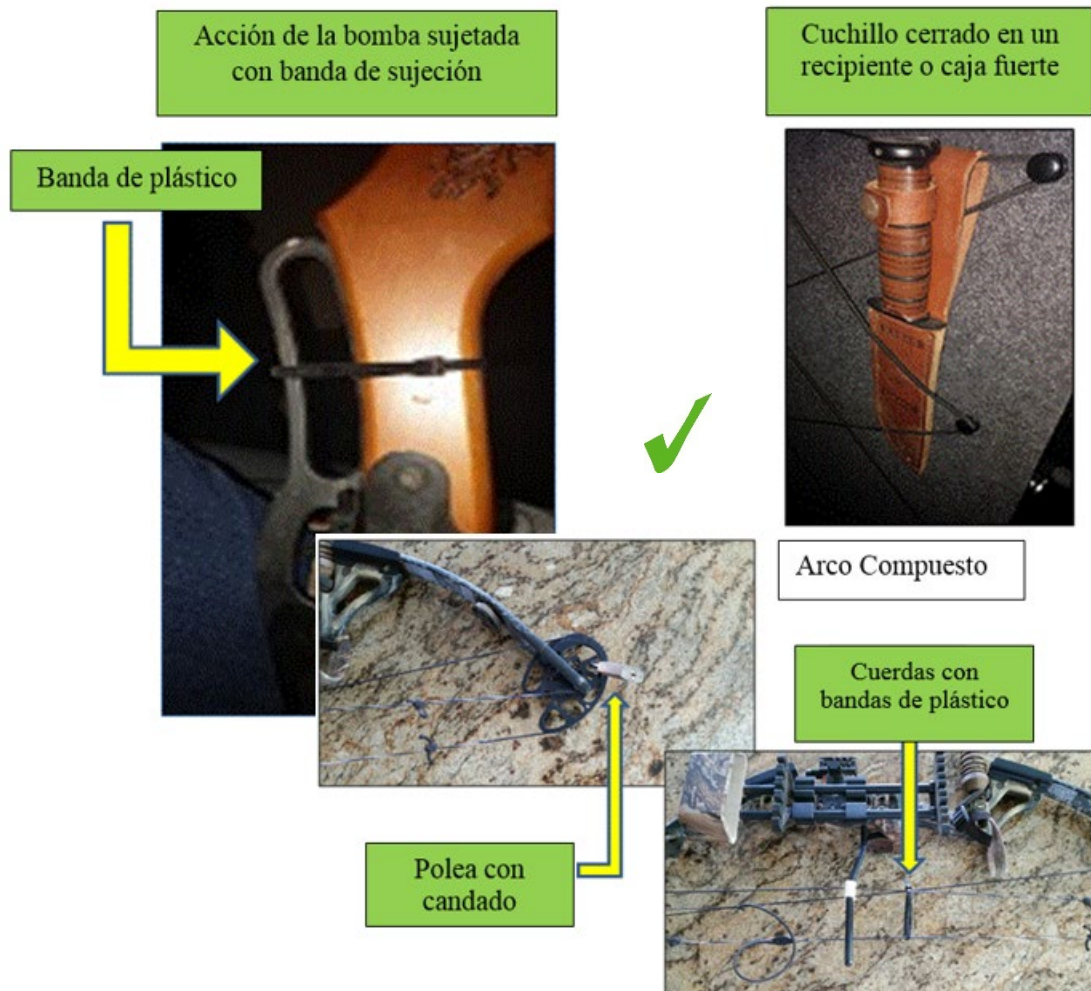 Acción de la bomba sujetada
con banda de sujeción
Cuchillo cerrado en un
recipiente o caja fuerte
Banda de plástico
Arco Compuesto
Cuerdas con
bandas de plástico
Polea con
candado